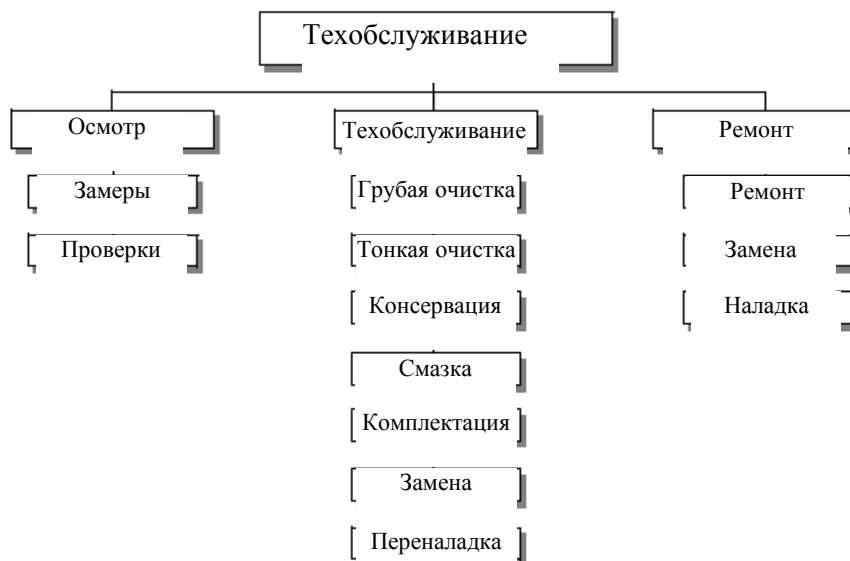 Техобслуживание
Осмотр
Замеры
Проверки
Техобслуживание
Грубая очистка
Тонкая очистка
Консервация
Смазка
Комплектация
Замена
Переналадка
Ремонт
Ремонт
Замена
Наладка